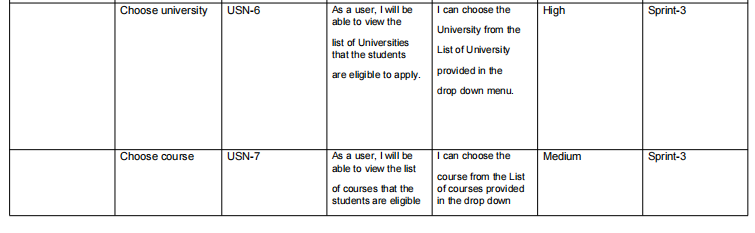 Choose university
USN-6
As a user, I will be
able to view the
list of Universities
that the students
are eligible to apply.
I can choose the
University from the
List of University
provided in the
drop down menu.
High
Sprint-3
Choose course
USN-7
As a user, I will be
able to view the list
of courses that the
students are eligible
I can choose the
course from the List
of courses provided
in the drop down
Medium
Sprint-3